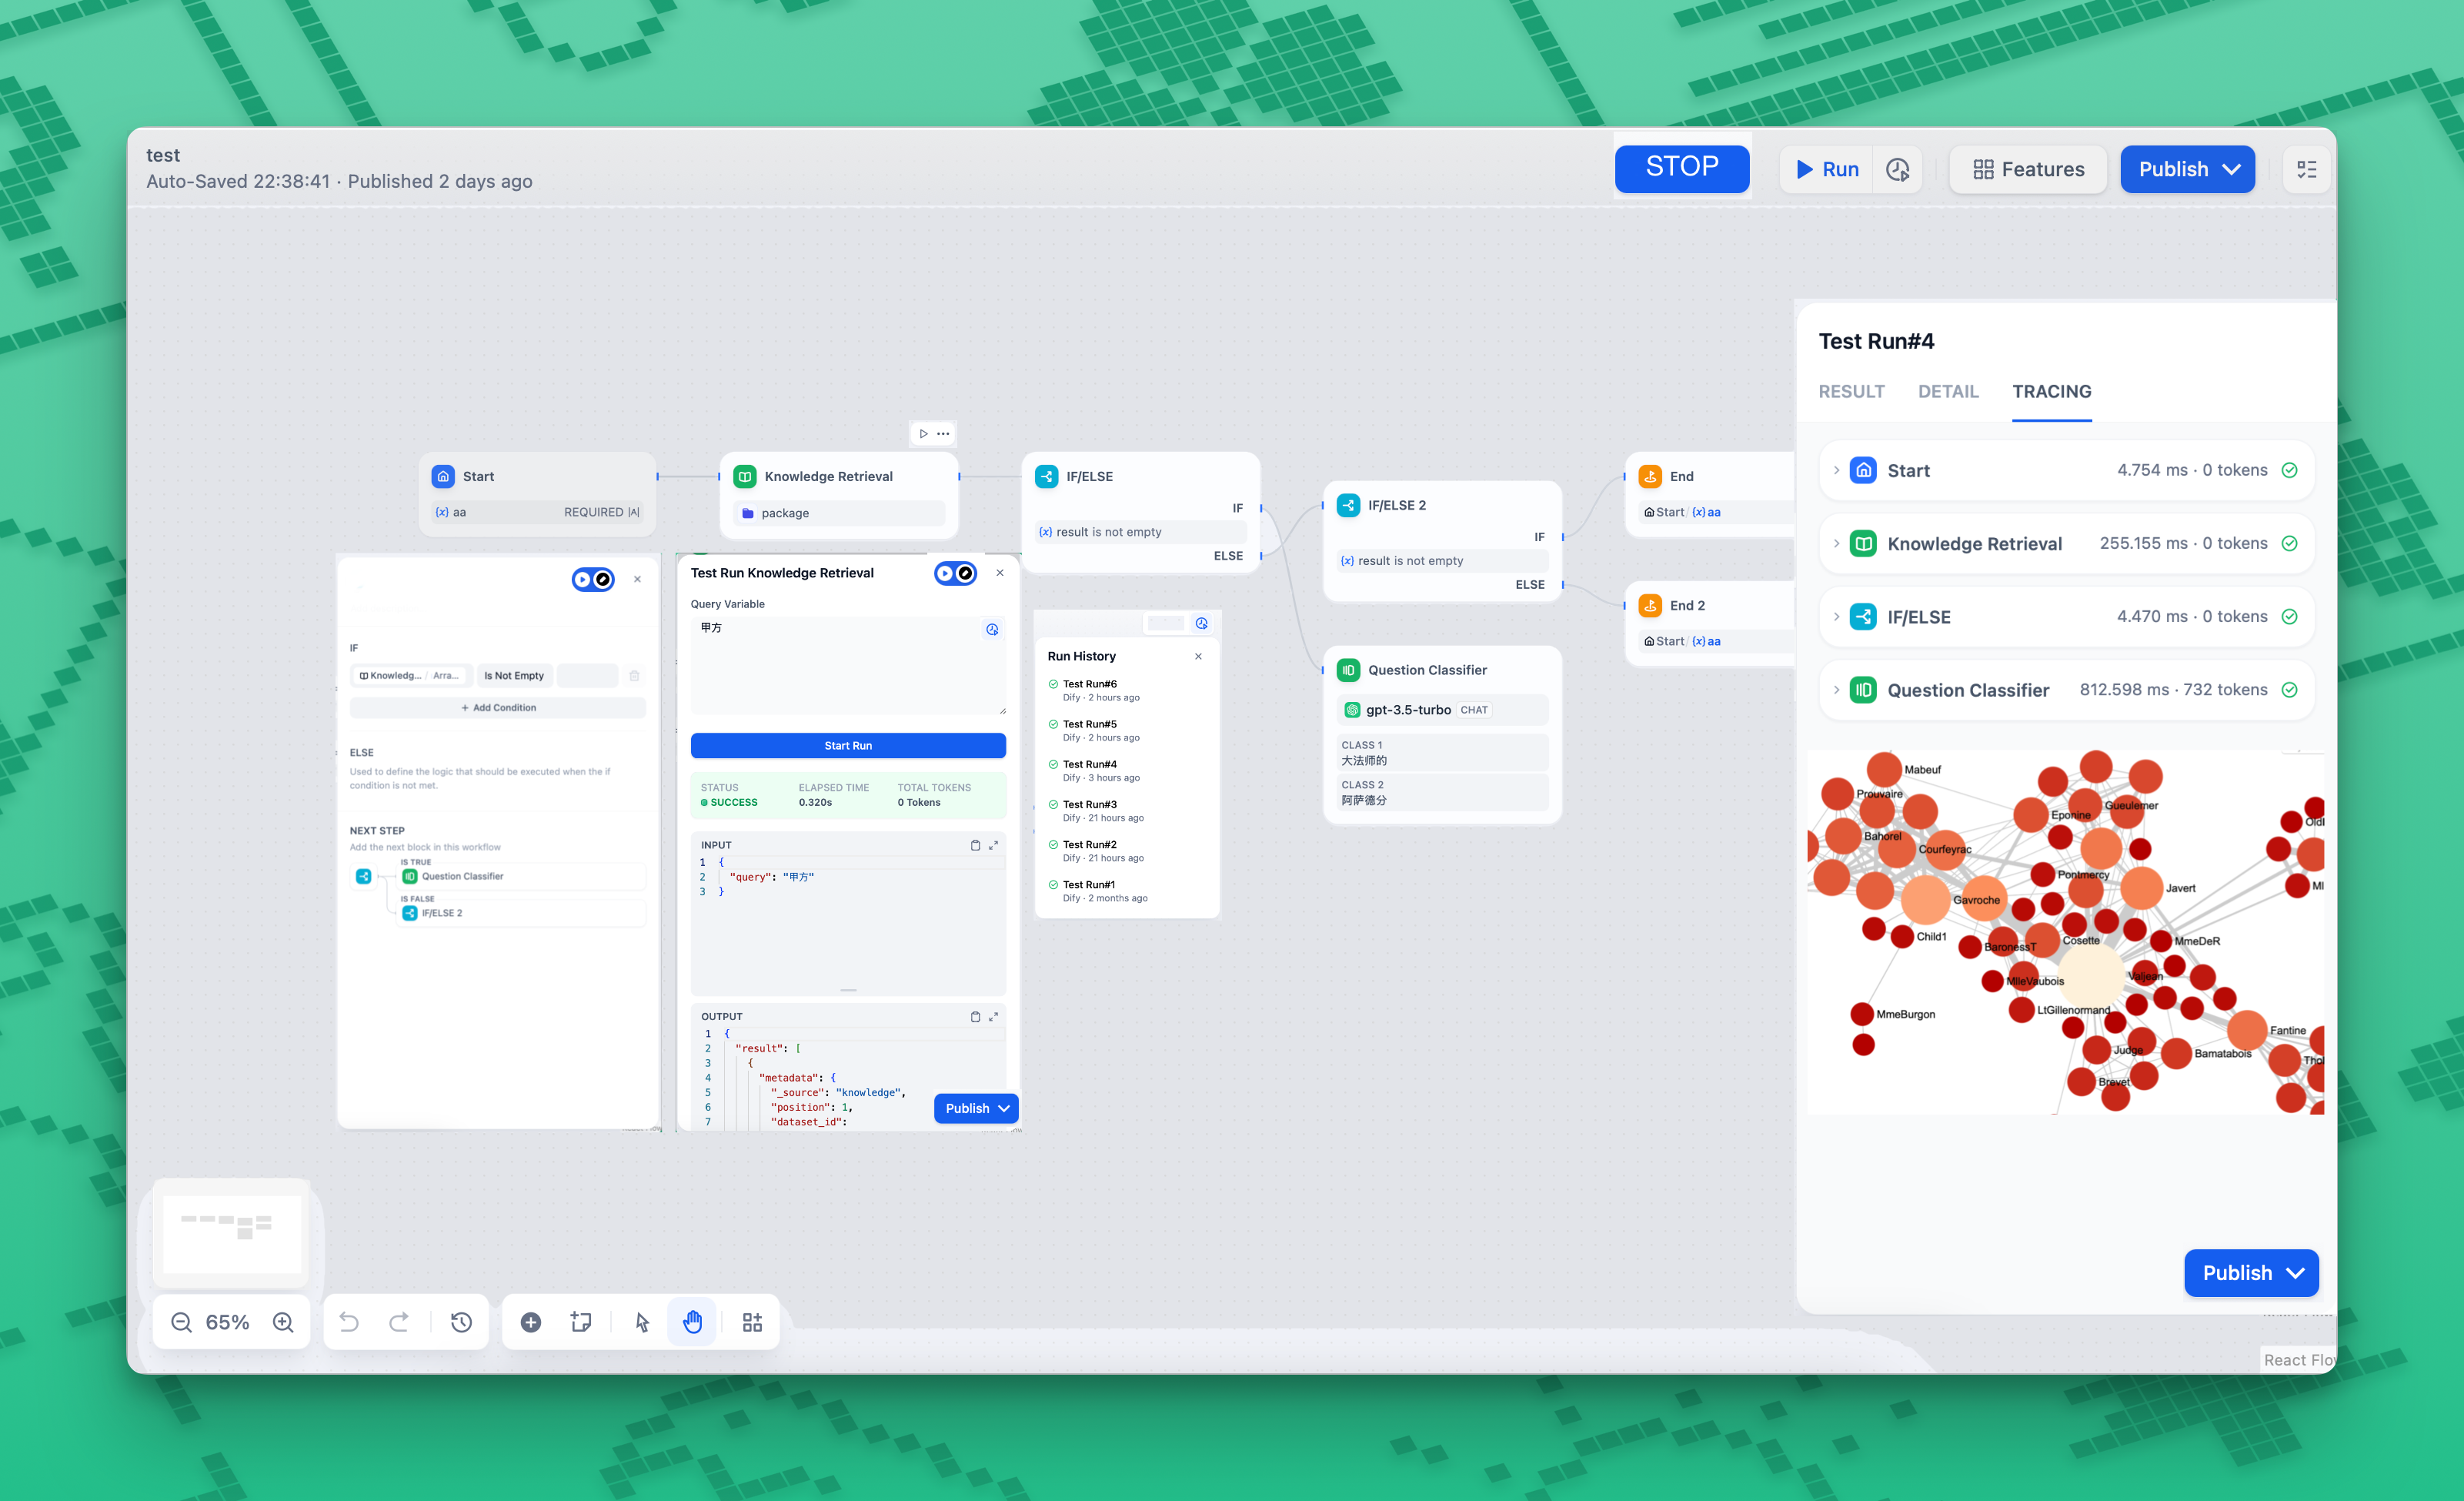 test
Auto-Saved 22:38:41 · Published 2 days ago
STOP
Run
Features
Publish
Start
{x} aa REQUIRED
Knowledge Retrieval
package
IF/ELSE
IF
{x} result is not empty
ELSE
IF/ELSE 2
IF
{x} result is not empty
ELSE
Question Classifier
gpt-3.5-turbo CHAT
CLASS 1
大法师的
CLASS 2
阿萨德分
End
Start/ {x} aa
End 2
Start/ {x} aa
IF
Knowledg... / Arra... Is Not Empty
+ Add Condition
ELSE
Used to define the logic that should be executed when the if
condition is not met.
NEXT STEP
Add the next block in this workflow
IS TRUE
Question Classifier
IS FALSE
IF/ELSE 2
Test Run Knowledge Retrieval
Query Variable
甲方
Start Run
STATUS ELAPSED TIME TOTAL TOKENS
SUCCESS 0.320s 0 Tokens
INPUT
1 {
2 "query": "甲方"
3 }
OUTPUT
1 {
2 "result": [
3 {
4 "metadata": {
5 "_source": "knowledge",
6 "position": 1,
7 "dataset_id":
Publish
Run History
Test Run#6
Dify · 2 hours ago
Test Run#5
Dify · 2 hours ago
Test Run#4
Dify · 3 hours ago
Test Run#3
Dify · 21 hours ago
Test Run#2
Dify · 21 hours ago
Test Run#1
Dify · 2 months ago
Test Run#4
RESULT DETAIL TRACING
Start 4.754 ms · 0 tokens
Knowledge Retrieval 255.155 ms · 0 tokens
IF/ELSE 4.470 ms · 0 tokens
Question Classifier 812.598 ms · 732 tokens
Mabeuf
Prouvaire
Gueulemer
Eponine
Bahorel
Courfeyrac
Pontmercy
Javert
Gavroche
Child1
Cosette
MmeDeR
BaronessT
Valjean
MlleVaubois
LtGillenormand
MmeBurgon
Fantine
Judge
Bamatabois
Brevet
Publish
65%
React Flo